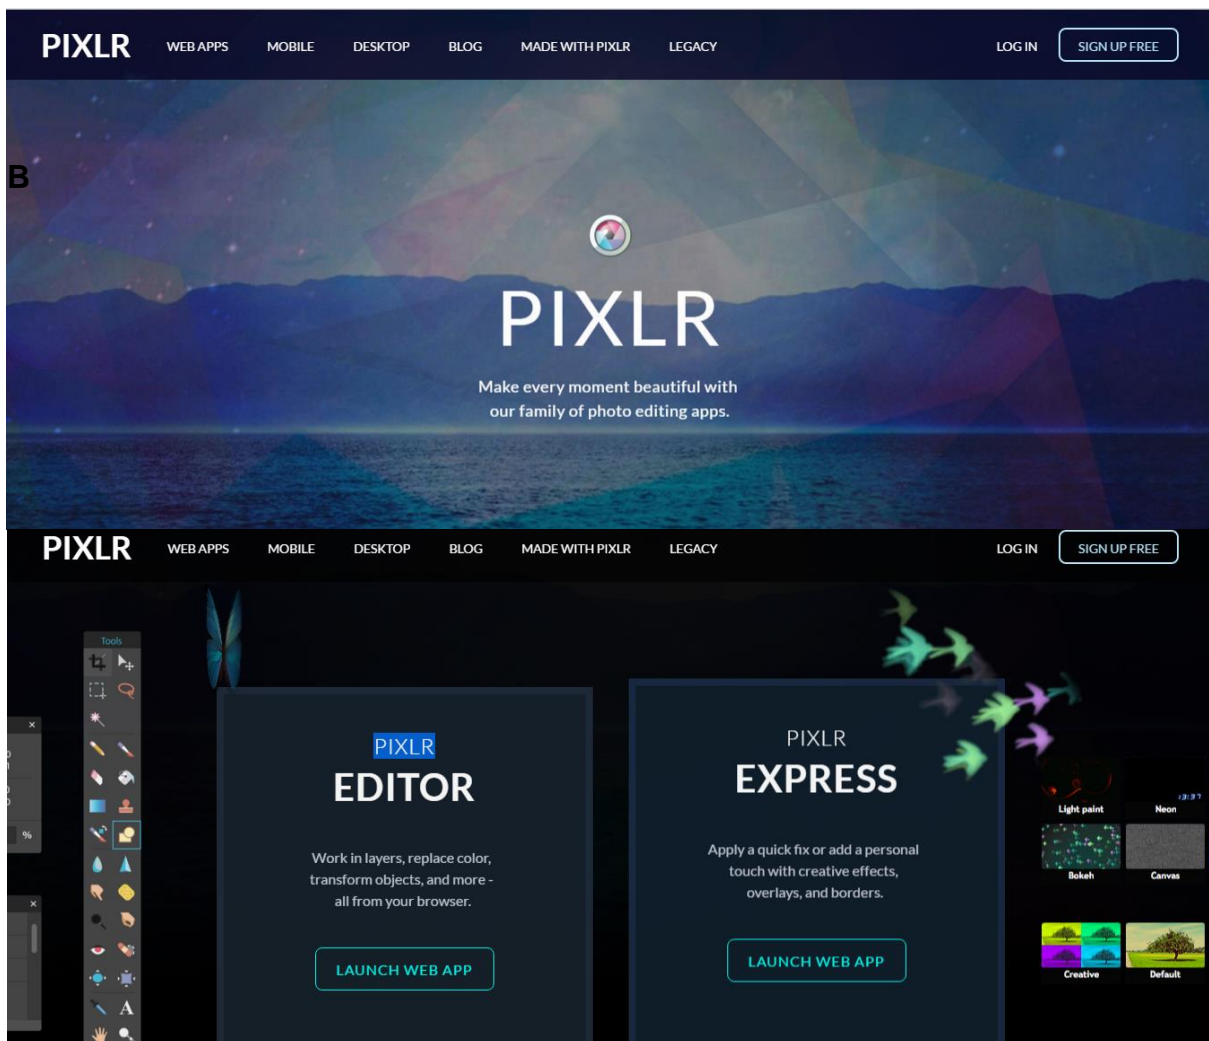 PIXLR WEB APPS MOBILE DESKTOP BLOG MADE WITH PIXLR LEGACY LOG IN SIGN UP FREE
B
PIXLR
Make every moment beautiful with
our family of photo editing apps.
PIXLR WEB APPS MOBILE DESKTOP BLOG MADE WITH PIXLR LEGACY LOG IN SIGN UP FREE
Tools
%
A
PIXLR
EDITOR
Work in layers, replace color,
transform objects, and more -
all from your browser.
LAUNCH WEB APP
PIXLR
EXPRESS
Apply a quick fix or add a personal
touch with creative effects,
overlays, and borders.
LAUNCH WEB APP
13:37
Light paint Neon
Bokeh Canvas
Creative Default